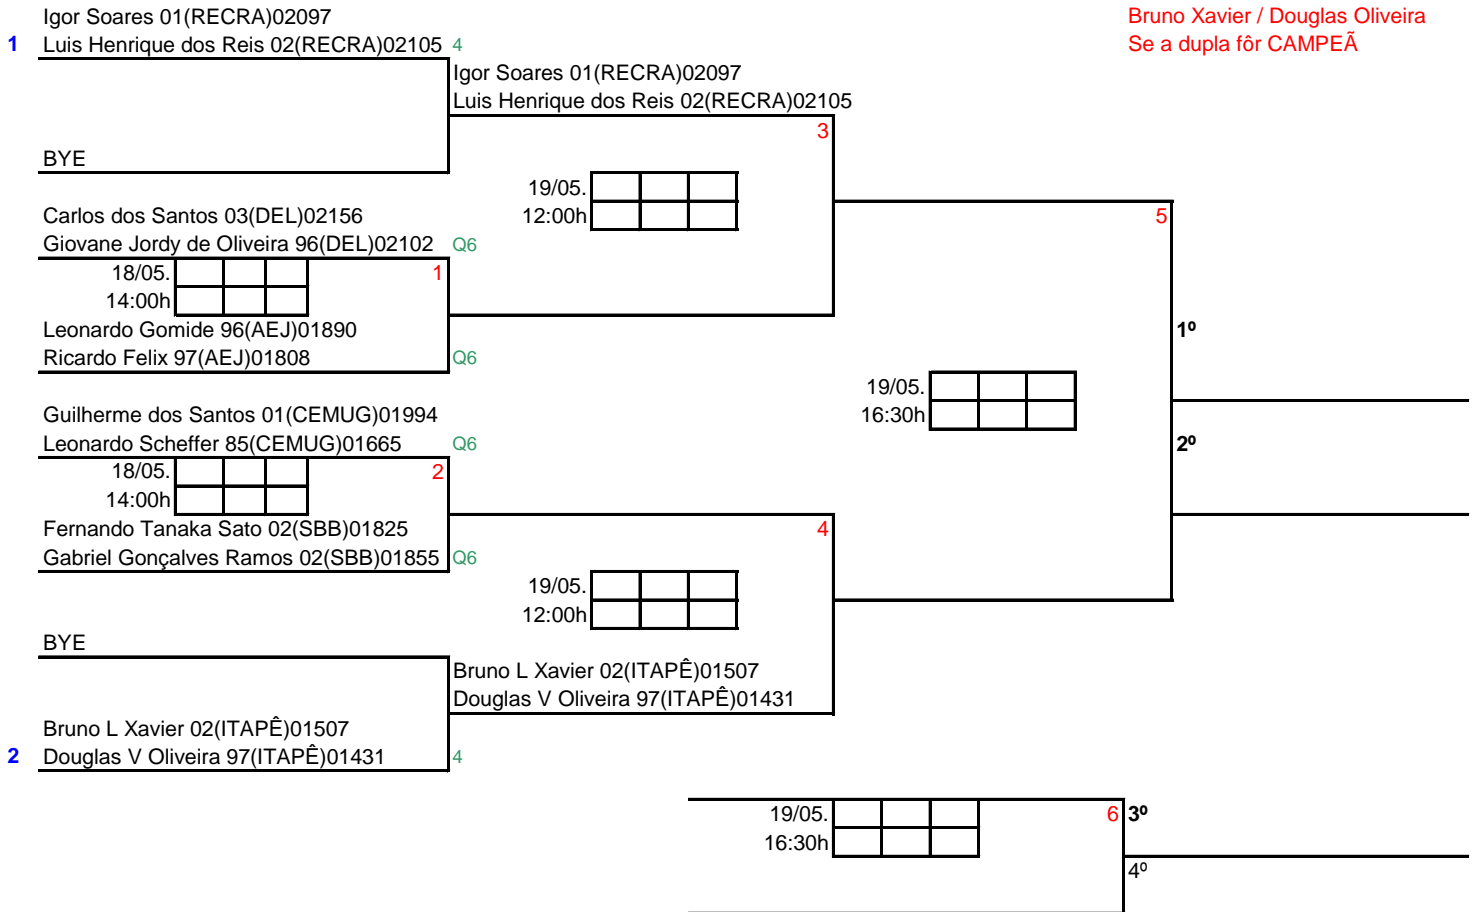 Igor Soares 01(RECRA)02097
Bruno Xavier / Douglas Oliveira
1 Luis Henrique dos Reis 02(RECRA)02105 4
Se a dupla fôr CAMPEÃ
Igor Soares 01(RECRA)02097
Luis Henrique dos Reis 02(RECRA)02105
3
BYE
19/05.
12:00h
Carlos dos Santos 03(DEL)02156
5
Giovane Jordy de Oliveira 96(DEL)02102 Q6
18/05. 1
14:00h
Leonardo Gomide 96(AEJ)01890
1º
Ricardo Felix 97(AEJ)01808 Q6
19/05.
16:30h
Guilherme dos Santos 01(CEMUG)01994
Leonardo Scheffer 85(CEMUG)01665 Q6
2º
18/05. 2
14:00h
Fernando Tanaka Sato 02(SBB)01825
4
Gabriel Gonçalves Ramos 02(SBB)01855 Q6
19/05.
12:00h
BYE
Bruno L Xavier 02(ITAPÊ)01507
Douglas V Oliveira 97(ITAPÊ)01431
Bruno L Xavier 02(ITAPÊ)01507
2 Douglas V Oliveira 97(ITAPÊ)01431 4
19/05. 6 3º
16:30h
4º